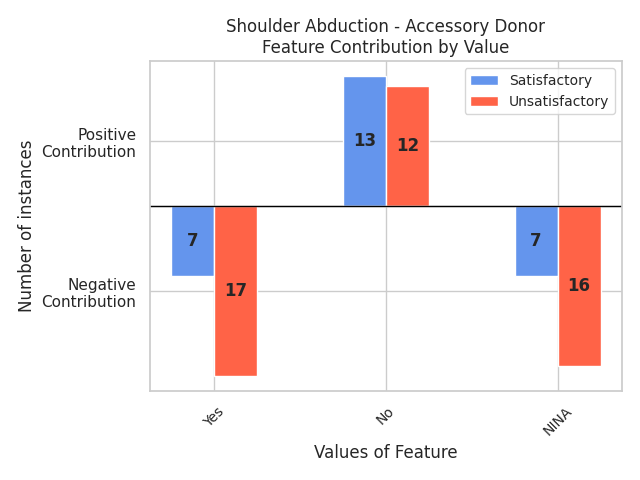 Shoulder Abduction - Accessory Donor
Feature Contribution by Value
Satisfactory
Unsatisfactory
Number of instances
Positive
Contribution
Negative
Contribution
13
12
7
17
7
16
Yes
No
NINA
Values of Feature